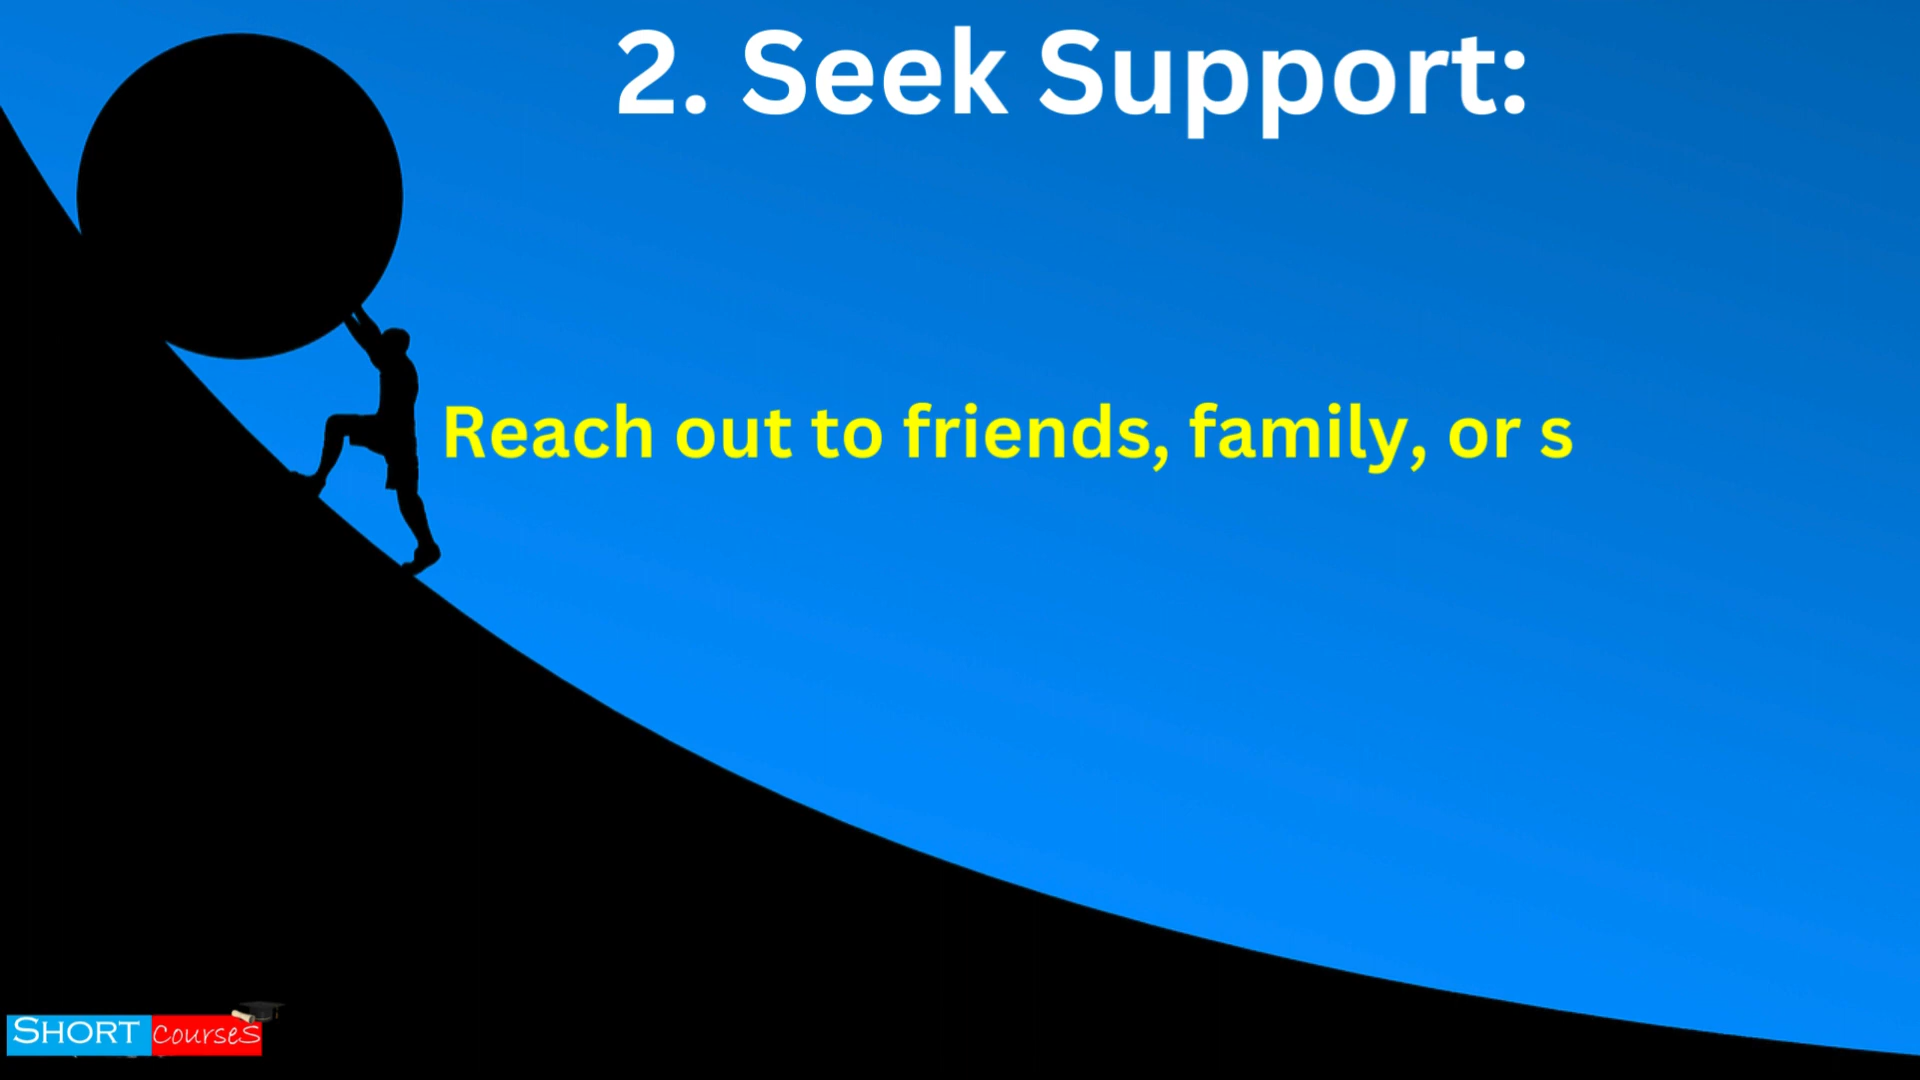 2. Seek Support:
Reach out to friends, family, or s
SHORT CourseS